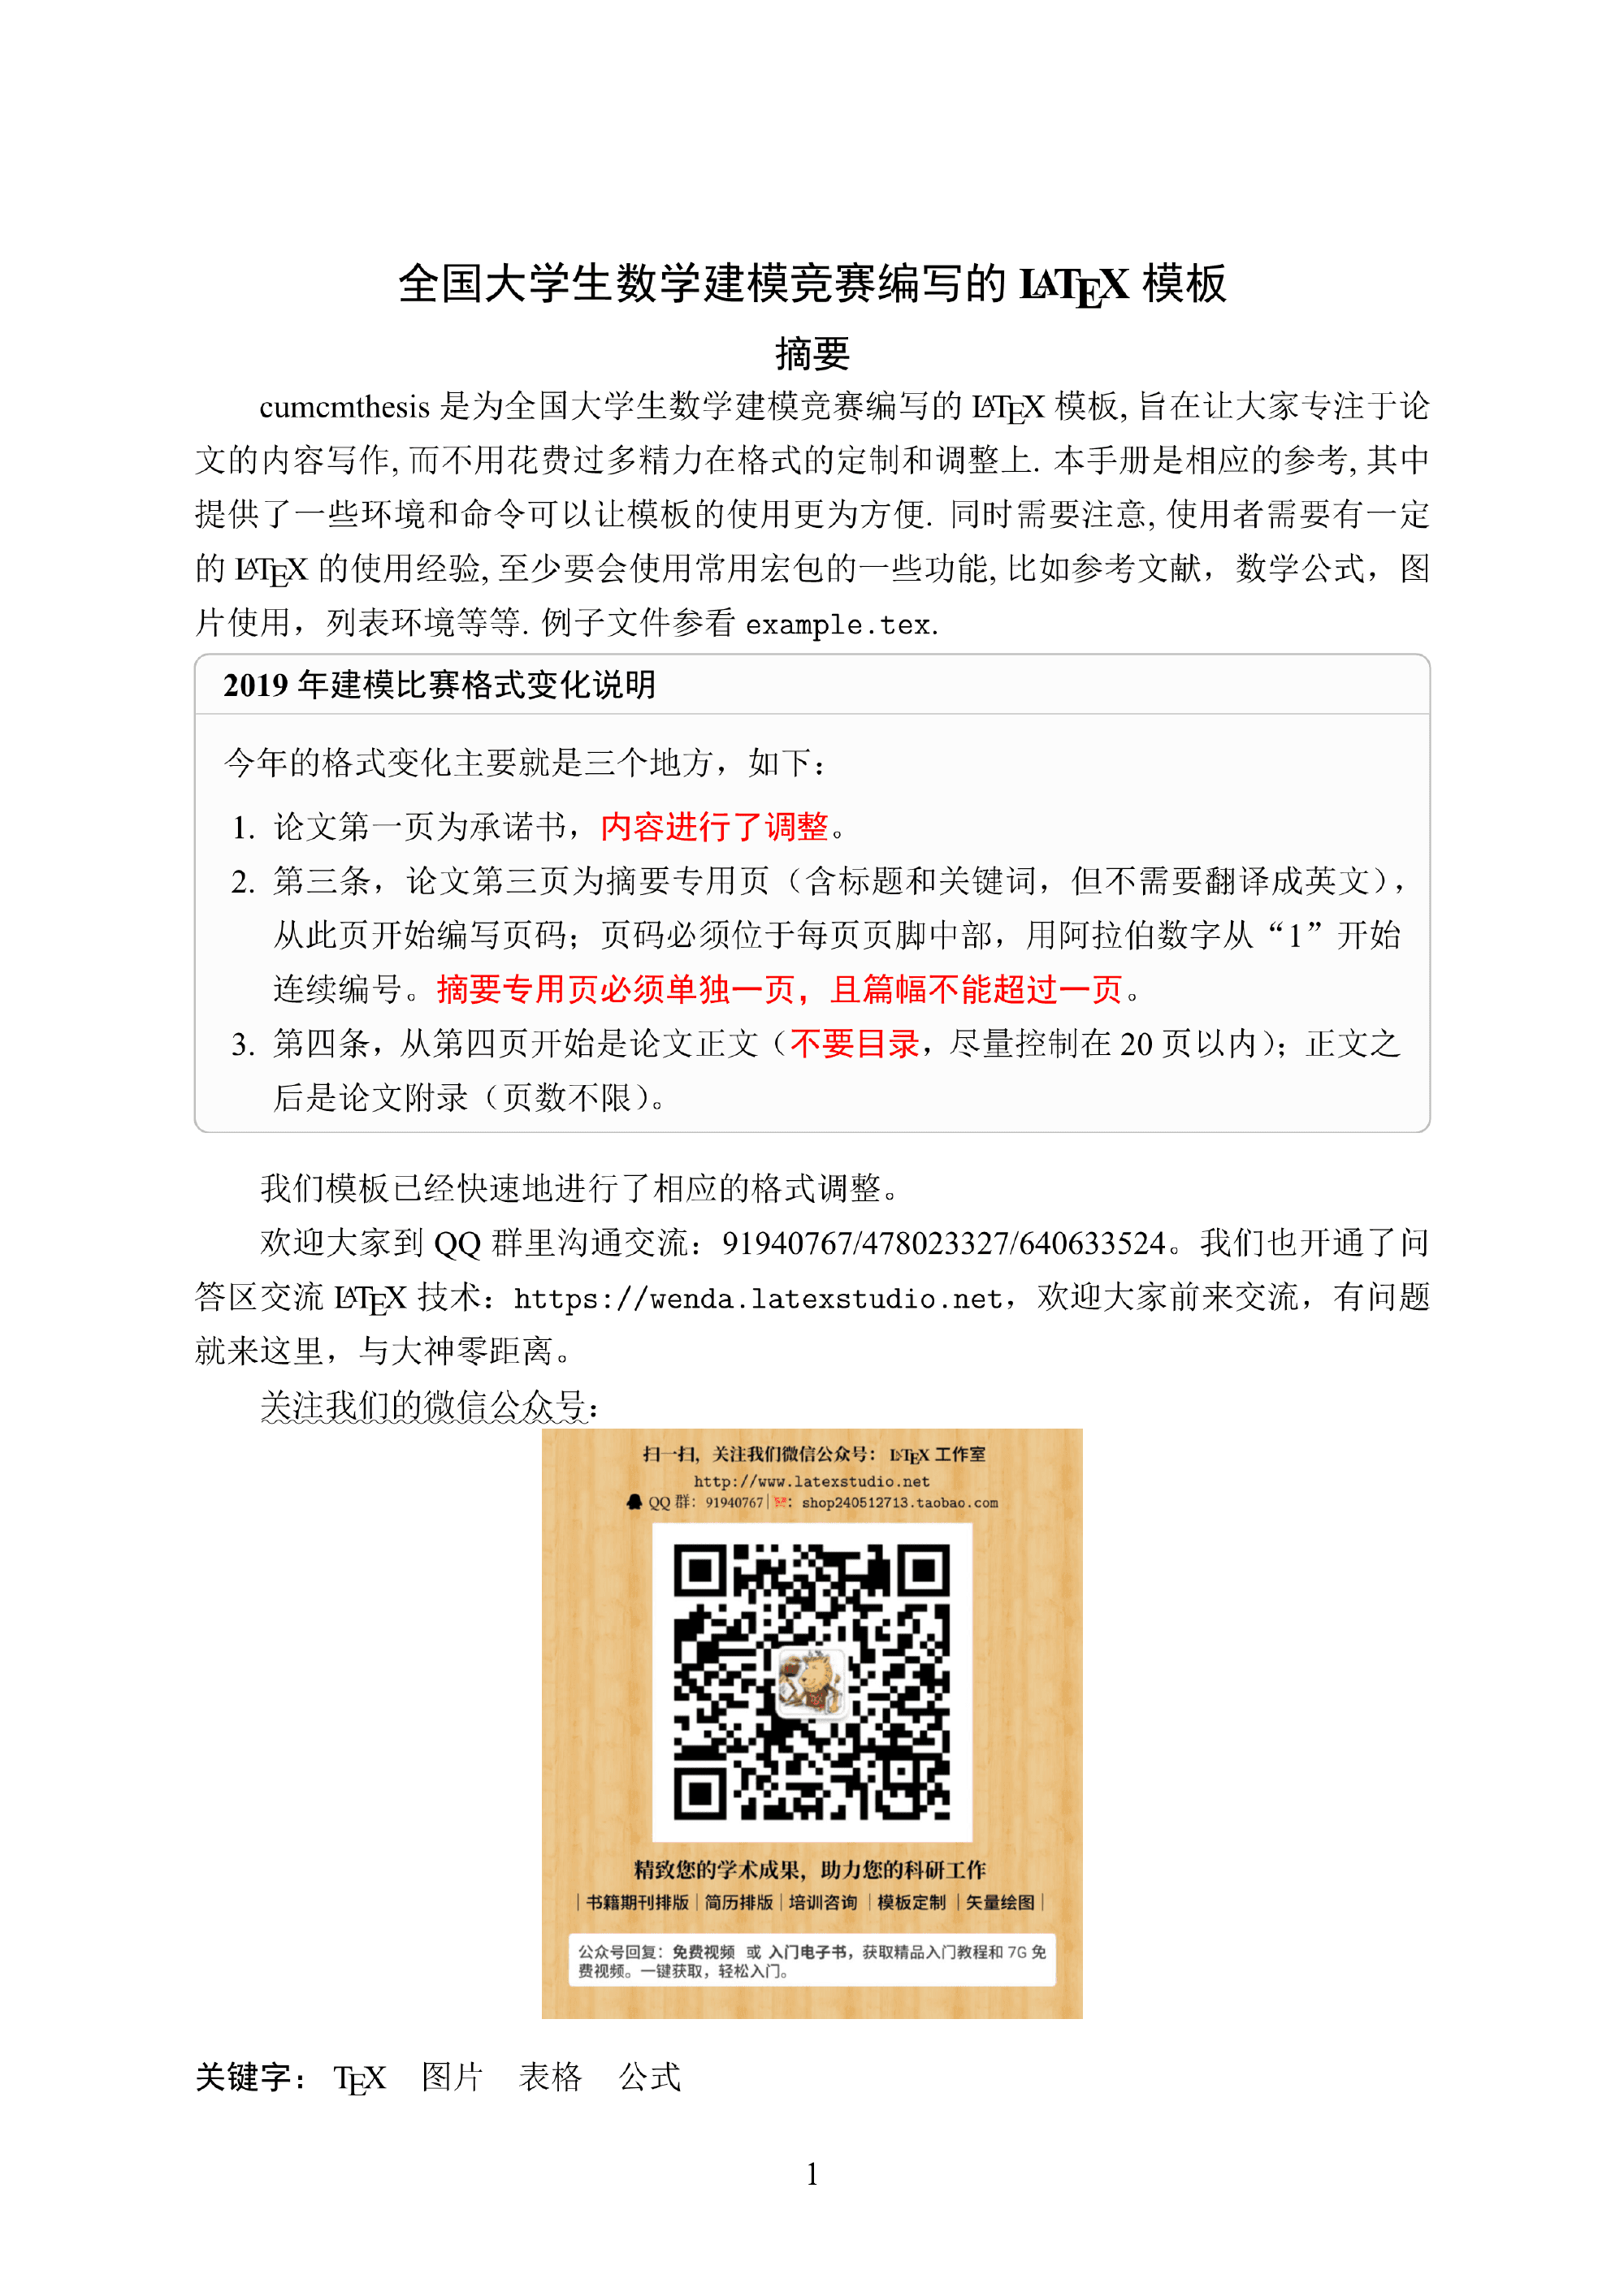 全国大学生数学建模竞赛编写的 LATEX 模板
摘要
cumcmthesis 是为全国大学生数学建模竞赛编写的 LATEX 模板, 旨在让大家专注于论
文的内容写作, 而不用花费过多精力在格式的定制和调整上. 本手册是相应的参考, 其中
提供了一些环境和命令可以让模板的使用更为方便. 同时需要注意, 使用者需要有一定
的 LATEX 的使用经验, 至少要会使用常用宏包的一些功能, 比如参考文献，数学公式，图
片使用，列表环境等等. 例子文件参看 example.tex.
2019 年建模比赛格式变化说明
今年的格式变化主要就是三个地方，如下：
1. 论文第一页为承诺书，内容进行了调整。
2. 第三条，论文第三页为摘要专用页（含标题和关键词，但不需要翻译成英文），
从此页开始编写页码；页码必须位于每页页脚中部，用阿拉伯数字从“1”开始
连续编号。摘要专用页必须单独一页，且篇幅不能超过一页。
3. 第四条，从第四页开始是论文正文（不要目录，尽量控制在 20 页以内）；正文之
后是论文附录（页数不限）。
我们模板已经快速地进行了相应的格式调整。
欢迎大家到 QQ 群里沟通交流：91940767/478023327/640633524。我们也开通了问
答区交流 LATEX 技术：https://wenda.latexstudio.net，欢迎大家前来交流，有问题
就来这里，与大神零距离。
关注我们的微信公众号：
扫一扫，关注我们微信公众号： LATEX 工作室
http://www.latexstudio.net
QQ 群：91940767|：shop240512713.taobao.com
精致您的学术成果，助力您的科研工作
|书籍期刊排版|简历排版|培训咨询|模板定制|矢量绘图|
公众号回复：免费视频 或 入门电子书，获取精品入门教程和 7G 免
费视频。一键获取，轻松入门。
关键字： TEX 图片 表格 公式
1